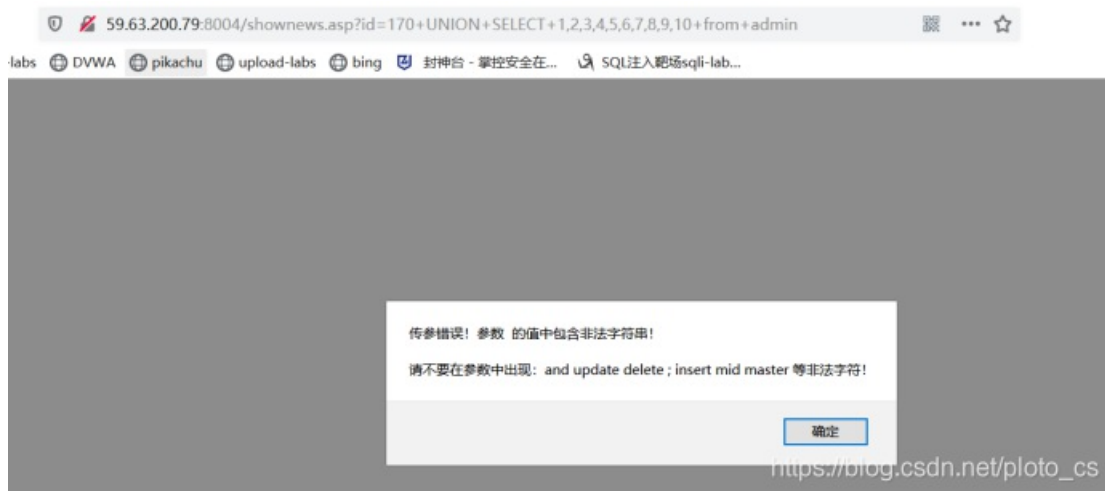 59.63.200.79:8004/shownews.asp?id=170+UNION+SELECT+1,2,3,4,5,6,7,8,9,10+from+admin
-labs DVWA pikachu upload-labs bing 封神台 - 掌控安全在... SQL注入靶场sqli-lab...
传参错误！参数 的值中包含非法字符串！
请不要在参数中出现：and update delete ; insert mid master 等非法字符！
确定
https://blog.csdn.net/ploto_cs